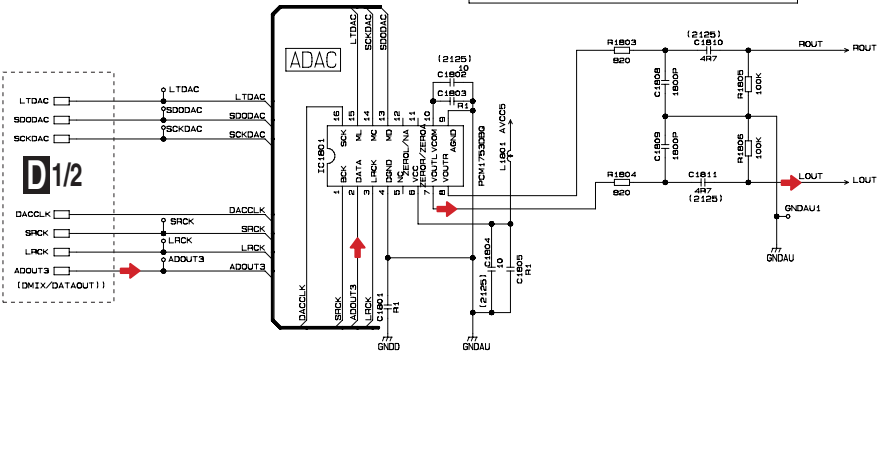 ADAC
LTDAC
SCKDAC
SDODAC
LTDAC
SDODAC
SCKDAC
LTDAC
SDODAC
SCKDAC
LTDAC
SDODAC
SCKDAC
D 1/2
DACCLK
SRCK
LRCK
ADOUT3
(DMIX/DATAOUT1)
SRCK
LRCK
ADOUT3
DACCLK
SRCK
LRCK
ADOUT3
DACCLK
SRCK
ADOUT3
LRCK
IC1801
PCM1753DBQ
16 15 14 13 12 11 10 9
SCK ML MC MD ZEROL/NA ZEROR/ZEROA VCOM AGND
BCK DATA LRCK DGND NC VCC VOUTL VOUTR
1 2 3 4 5 6 7 8
(2125)
10
C1802
C1803
R1
L1801 AVCC5
C1801
R1
GNDD
C1804
10
(2125)
C1805
R1
GNDAU
R1803
820
(2125)
C1810
4R7
ROUT
ROUT
C1808
1800P
R1805
100K
C1809
1800P
R1806
100K
R1804
820
C1811
4R7
(2125)
LOUT
LOUT
GNDAU1
GNDAU